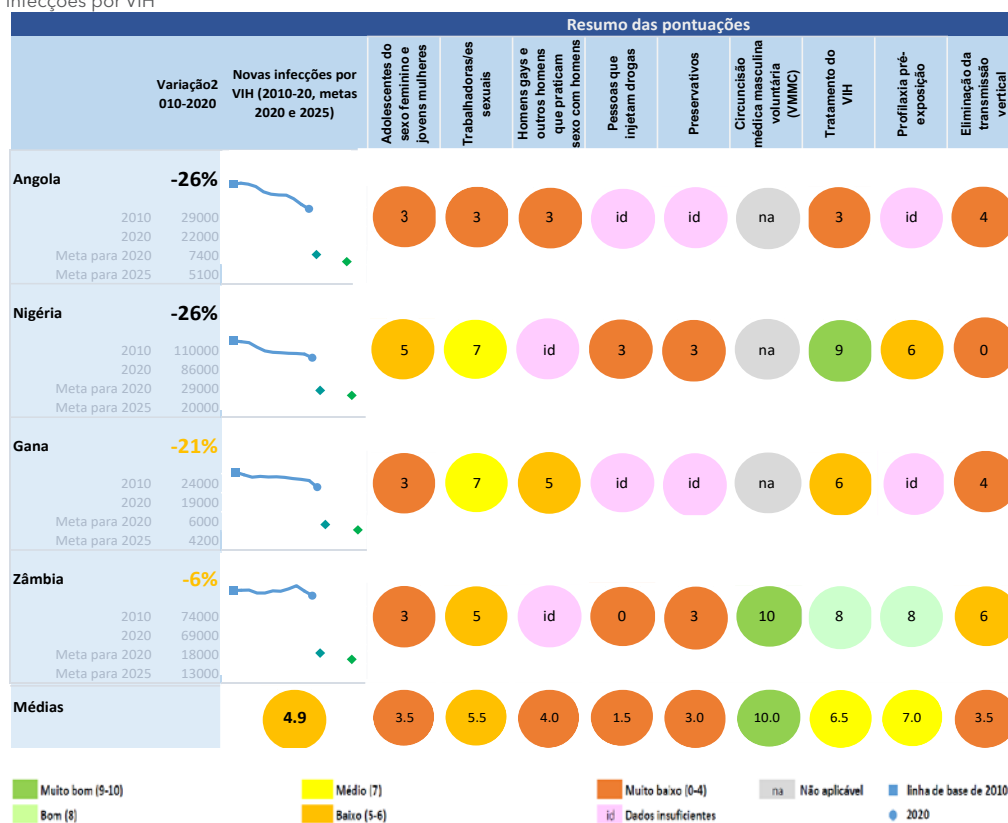 infecções por VIH
Resumo das pontuações
Variação2
010-2020
Novas infecções por
VIH (2010-20, metas
2020 e 2025)
Adolescentes do
sexo feminino e
jovens mulheres
Trabalhadoras/es
sexuais
Homens gays e
outros homens
que praticam
sexo com homens
Pessoas que
injetam drogas
Preservativos
Circuncisão
médica masculina
voluntária
(VMMC)
Tratamento do
VIH
Profilaxia pré-
exposição
Eliminação da
transmissão
vertical
Angola -26%
2010 29000
2020 22000
Meta para 2020 7400
Meta para 2025 5100
3 3 3 id id na 3 id 4
Nigéria -26%
2010 110000
2020 86000
Meta para 2020 29000
Meta para 2025 20000
5 7 id 3 3 na 9 6 0
Gana -21%
2010 24000
2020 19000
Meta para 2020 6000
Meta para 2025 4200
3 7 5 id id na 6 id 4
Zâmbia -6%
2010 74000
2020 69000
Meta para 2020 18000
Meta para 2025 13000
3 5 id 0 3 10 8 8 6
Médias 4.9 3.5 5.5 4.0 1.5 3.0 10.0 6.5 7.0 3.5
Muito bom (9-10) Médio (7) Muito baixo (0-4) na Não aplicável linha de base de 2010
Bom (8) Baixo (5-6) id Dados insuficientes 2020